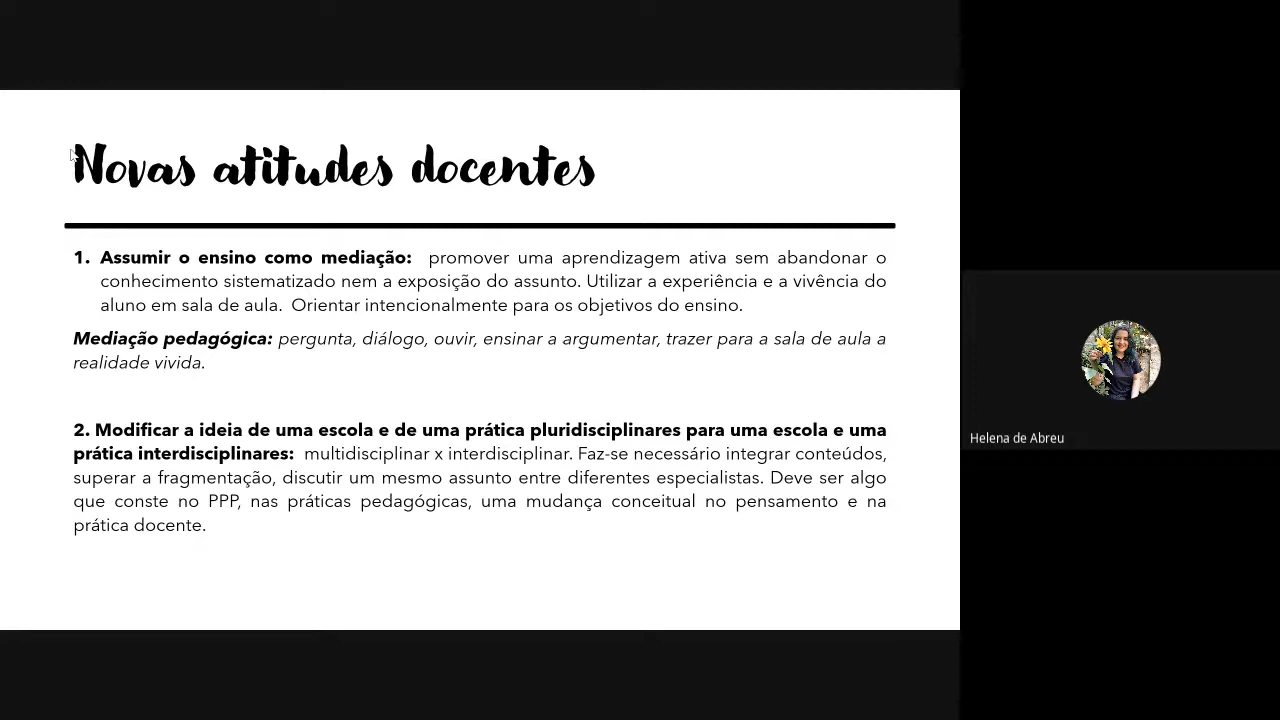 Novas atitudes docentes
1. Assumir o ensino como mediação: promover uma aprendizagem ativa sem abandonar o
conhecimento sistematizado nem a exposição do assunto. Utilizar a experiência e a vivência do
aluno em sala de aula. Orientar intencionalmente para os objetivos do ensino.
Mediação pedagógica: pergunta, diálogo, ouvir, ensinar a argumentar, trazer para a sala de aula a
realidade vivida.
2. Modificar a ideia de uma escola e de uma prática pluridisciplinares para uma escola e uma
prática interdisciplinares: multidisciplinar x interdisciplinar. Faz-se necessário integrar conteúdos,
superar a fragmentação, discutir um mesmo assunto entre diferentes especialistas. Deve ser algo
que conste no PPP, nas práticas pedagógicas, uma mudança conceitual no pensamento e na
prática docente.
Helena de Abreu